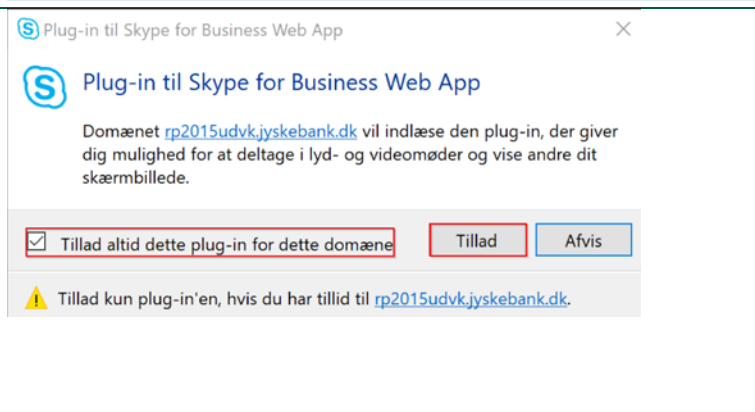 Plug-in til Skype for Business Web App
Plug-in til Skype for Business Web App
Domænet rp2015udvk.jyskebank.dk vil indlæse den plug-in, der giver
dig mulighed for at deltage i lyd- og videomøder og vise andre dit
skærmbillede.
Tillad altid dette plug-in for dette domæne
Tillad
Afvis
Tillad kun plug-in'en, hvis du har tillid til rp2015udvk.jyskebank.dk.